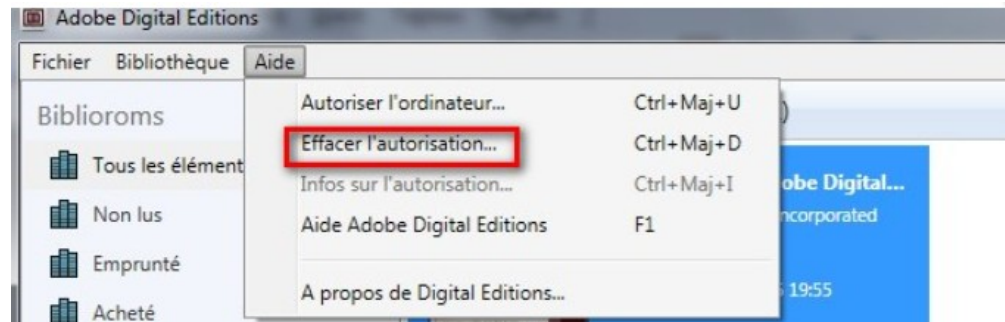 Adobe Digital Editions
Fichier Bibliothèque Aide
Biblioroms
Tous les élément
Non lus
Emprunté
Acheté
Autoriser l'ordinateur... Ctrl+Maj+U
Effacer l'autorisation... Ctrl+Maj+D
Infos sur l'autorisation... Ctrl+Maj+I
Aide Adobe Digital Editions F1
A propos de Digital Editions...
)
obe Digital...
ncorporated
19:55